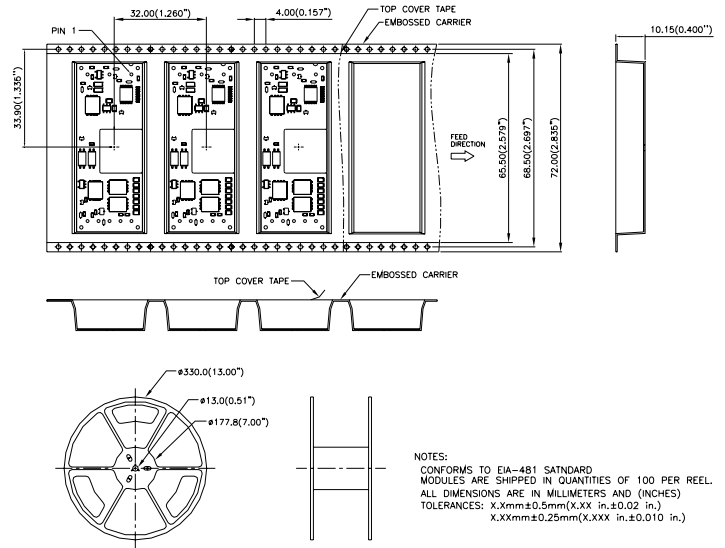 32.00(1.260")
4.00(0.157")
TOP COVER TAPE
EMBOSSED CARRIER
PIN 1
10.15(0.400")
33.90(1.335")
FEED
DIRECTION
65.50(2.579")
68.50(2.697")
72.00(2.835")
TOP COVER TAPE
EMBOSSED CARRIER
ø330.0(13.00")
ø13.0(0.51")
ø177.8(7.00")
NOTES:
CONFORMS TO EIA-481 SATNDARD
MODULES ARE SHIPPED IN QUANTITIES OF 100 PER REEL.
ALL DIMENSIONS ARE IN MILLIMETERS AND (INCHES)
TOLERANCES: X.Xmm±0.5mm(X.XX in.±0.02 in.)
X.XXmm±0.25mm(X.XXX in.±0.010 in.)